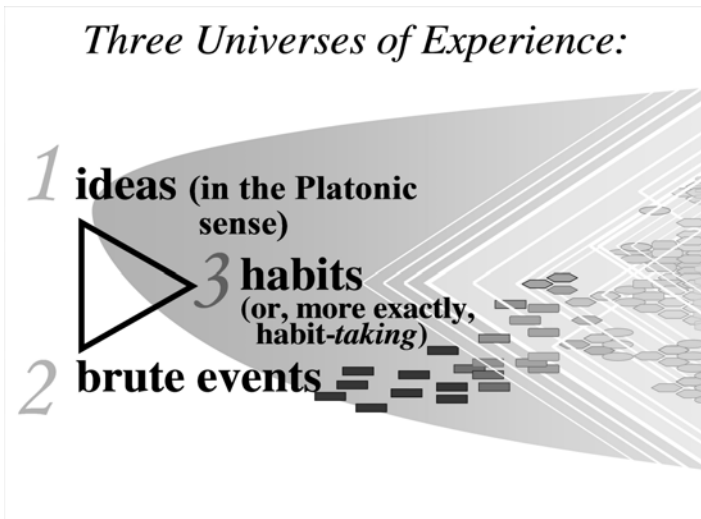 Three Universes of Experience:
1 ideas (in the Platonic
sense)
3 habits
(or, more exactly,
habit-taking)
2 brute events